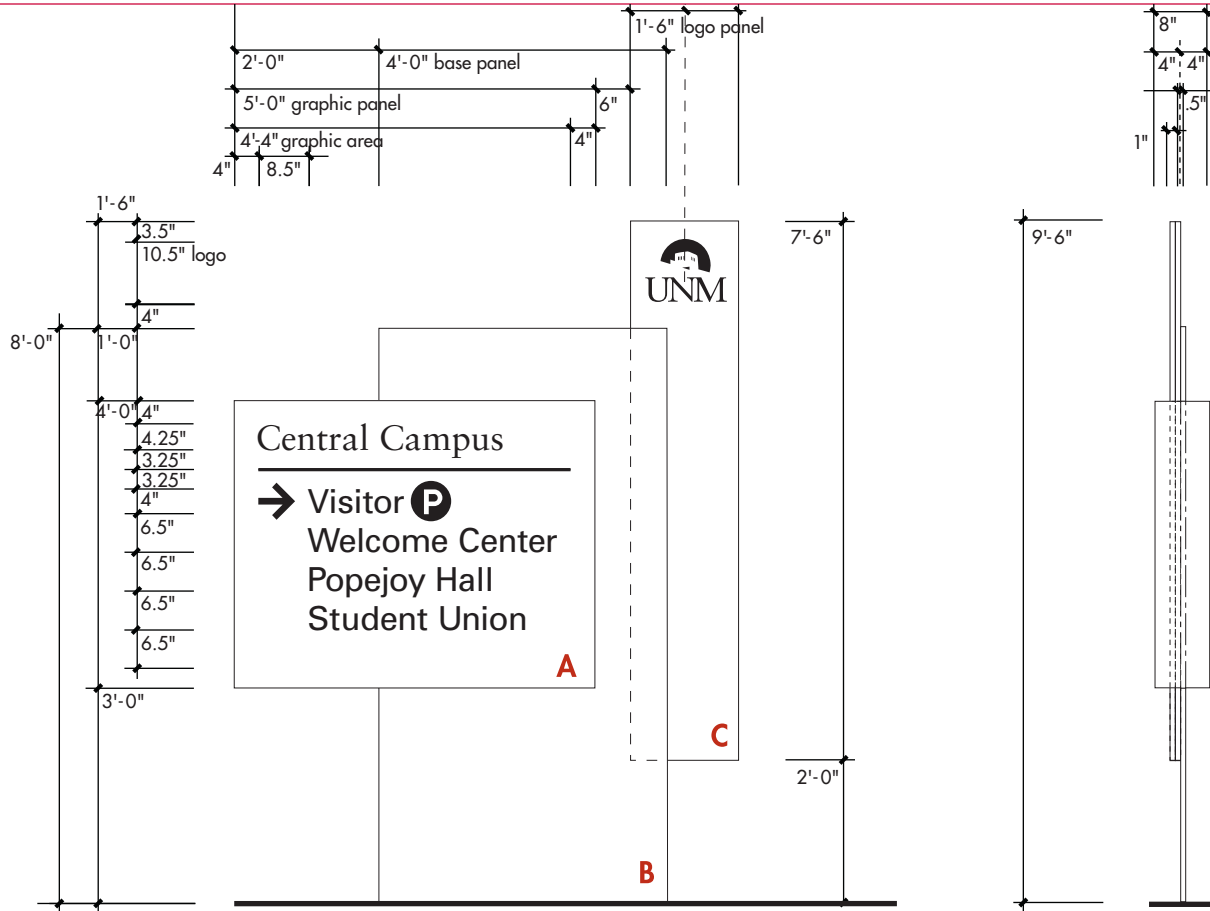 1'-6" logo panel
8"
2'-0" 4'-0" base panel
4" 4"
5'-0" graphic panel 6"
.5"
4'-4" graphic area 4"
1"
4" 8.5"
1'-6"
3.5"
7'-6"
9'-6"
10.5" logo
UNM
4"
8'-0" 1'-0"
4'-0" 4"
4.25"
Central Campus
3.25"
3.25"
4"
→ Visitor P
6.5"
Welcome Center
6.5"
Popejoy Hall
6.5"
Student Union
6.5"
A
3'-0"
C
2'-0"
B